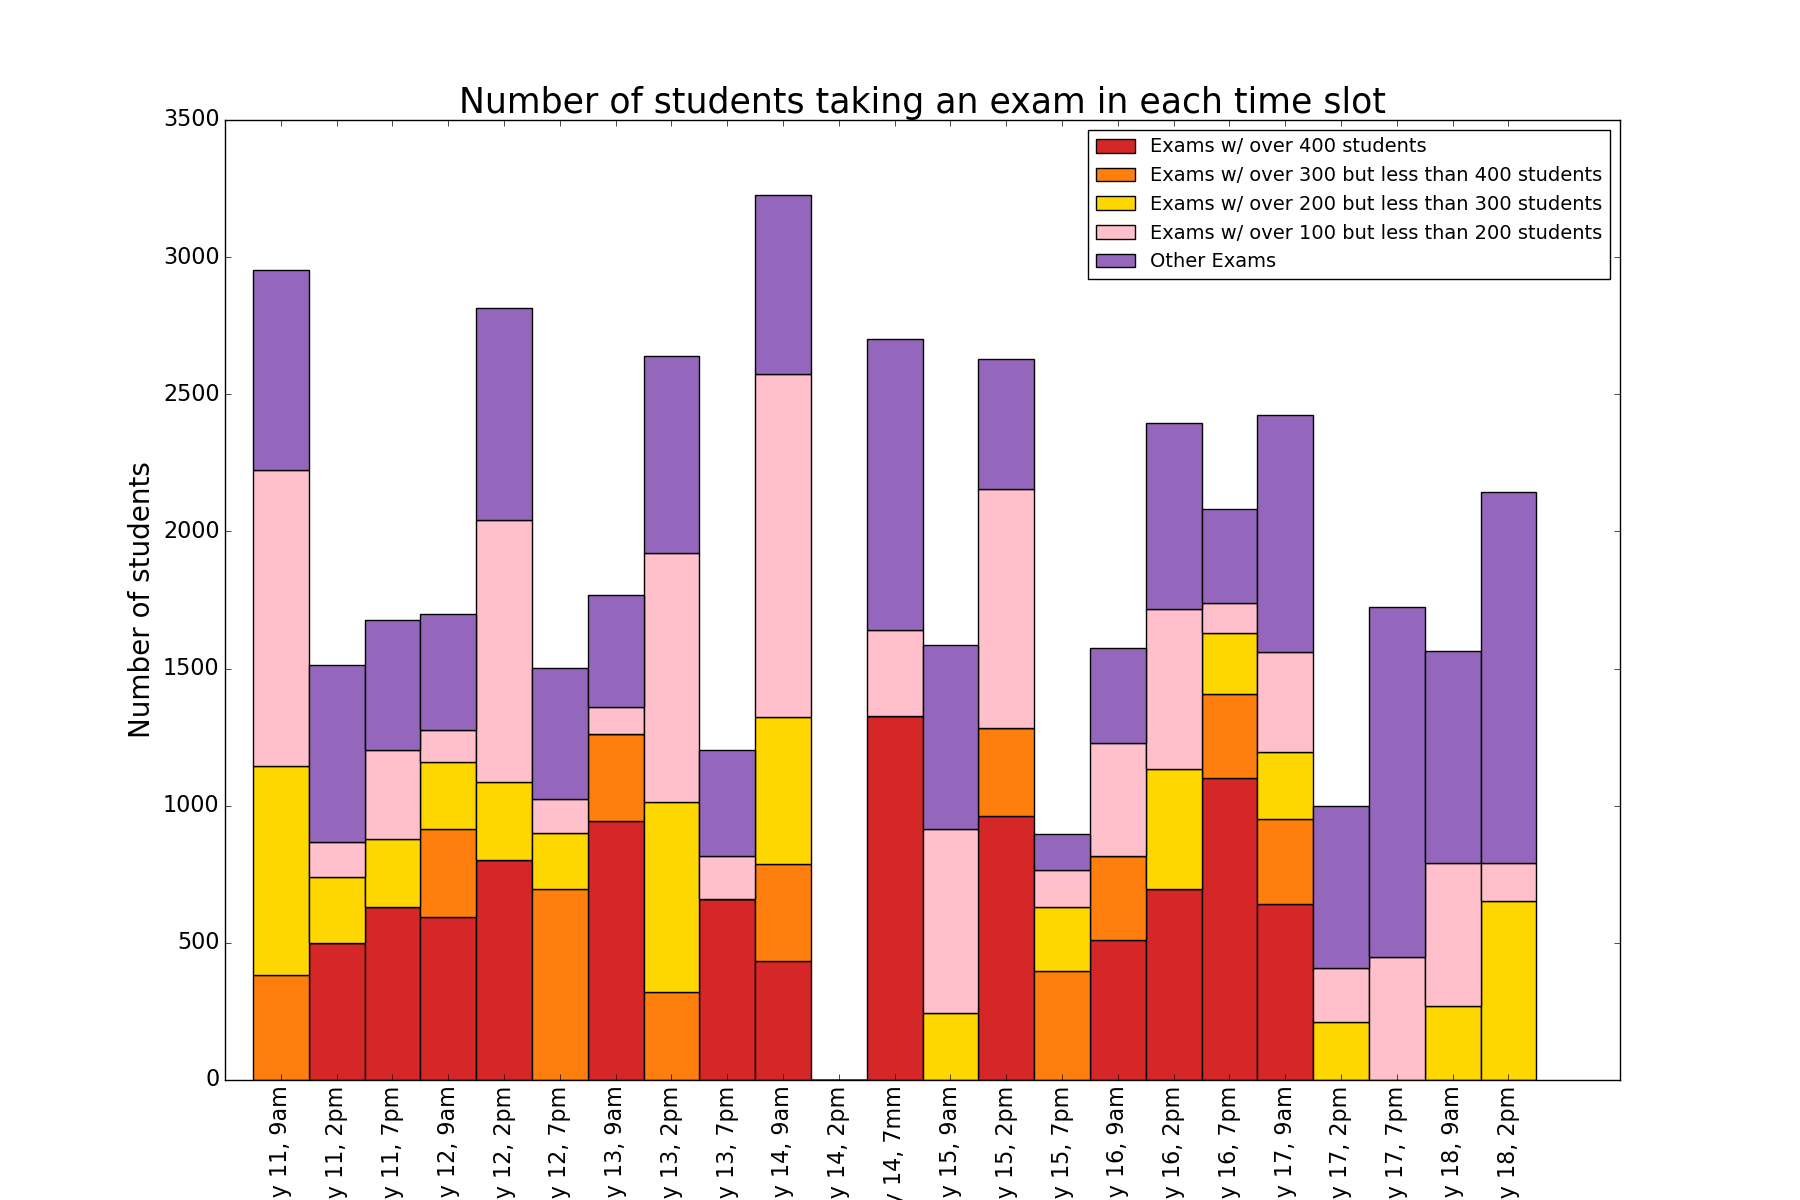 Number of students taking an exam in each time slot
Number of students
3500
3000
2500
2000
1500
1000
500
0
Exams w/ over 400 students
Exams w/ over 300 but less than 400 students
Exams w/ over 200 but less than 300 students
Exams w/ over 100 but less than 200 students
Other Exams
y 11, 9am
y 11, 2pm
y 11, 7pm
y 12, 9am
y 12, 2pm
y 12, 7pm
y 13, 9am
y 13, 2pm
y 13, 7pm
y 14, 9am
y 14, 2pm
y 14, 7mm
y 15, 9am
y 15, 2pm
y 15, 7pm
y 16, 9am
y 16, 2pm
y 16, 7pm
y 17, 9am
y 17, 2pm
y 17, 7pm
y 18, 9am
y 18, 2pm